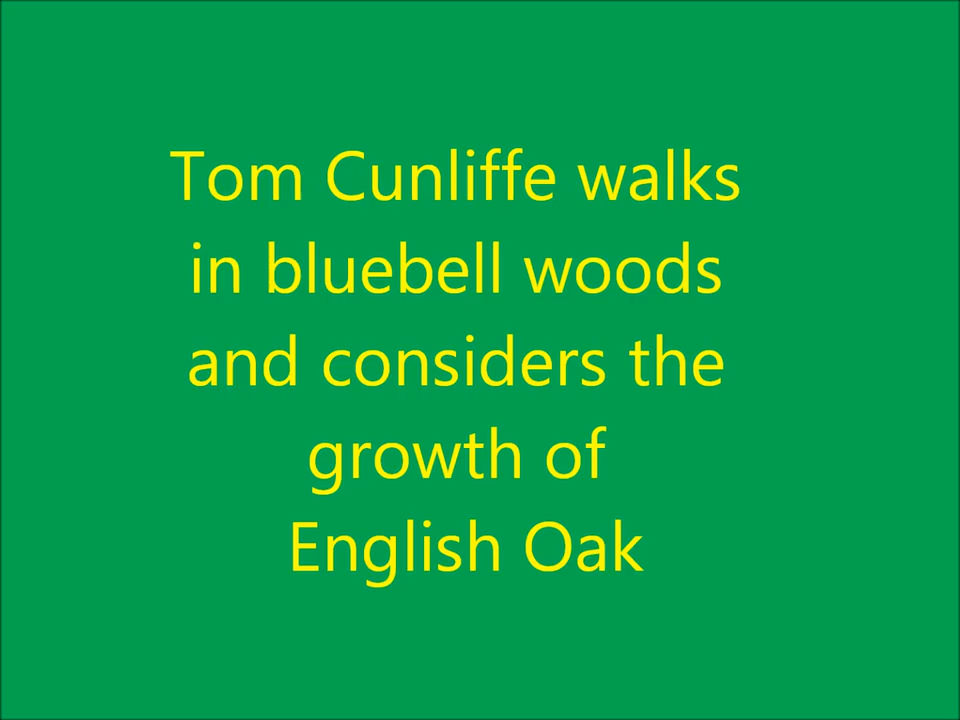 Tom Cunliffe walks
in bluebell woods
and considers the
growth of
English Oak